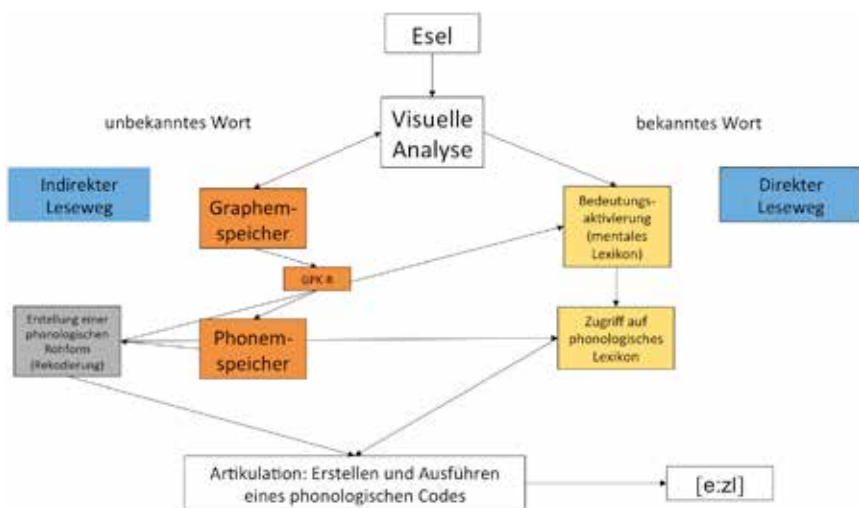 Esel
unbekanntes Wort
Visuelle
Analyse
bekanntes Wort
Indirekter
Leseweg
Graphem-
speicher
Bedeutungs-
aktivierung
(mentales
Lexikon)
Direkter
Leseweg
GPK-R
Erstellung einer
phonologischen
Rohform
(Rekodierung)
Phonem-
speicher
Zugriff auf
phonologisches
Lexikon
Artikulation: Erstellen und Ausführen
eines phonologischen Codes
[e:zl]